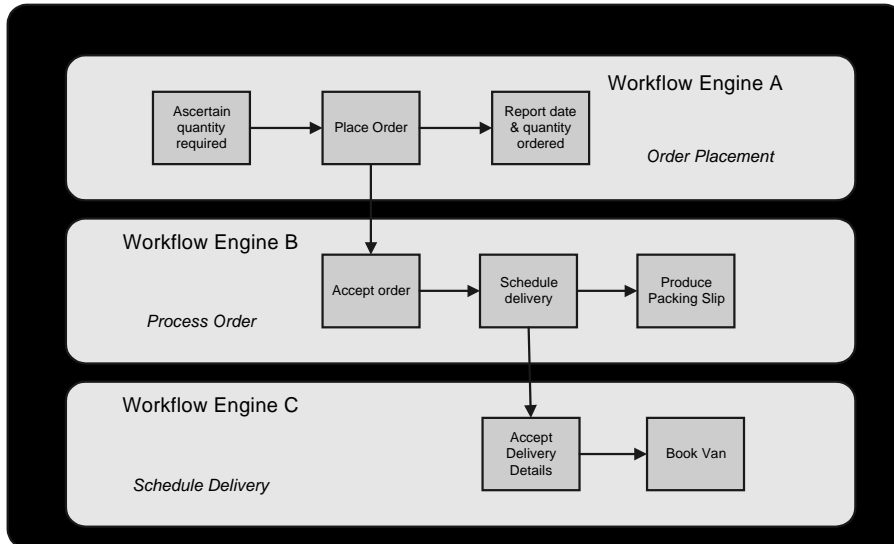 Workflow Engine A
Ascertain
quantity
required
Place Order
Report date
& quantity
ordered
Order Placement
Workflow Engine B
Accept order
Schedule
delivery
Produce
Packing Slip
Process Order
Workflow Engine C
Accept
Delivery
Details
Book Van
Schedule Delivery